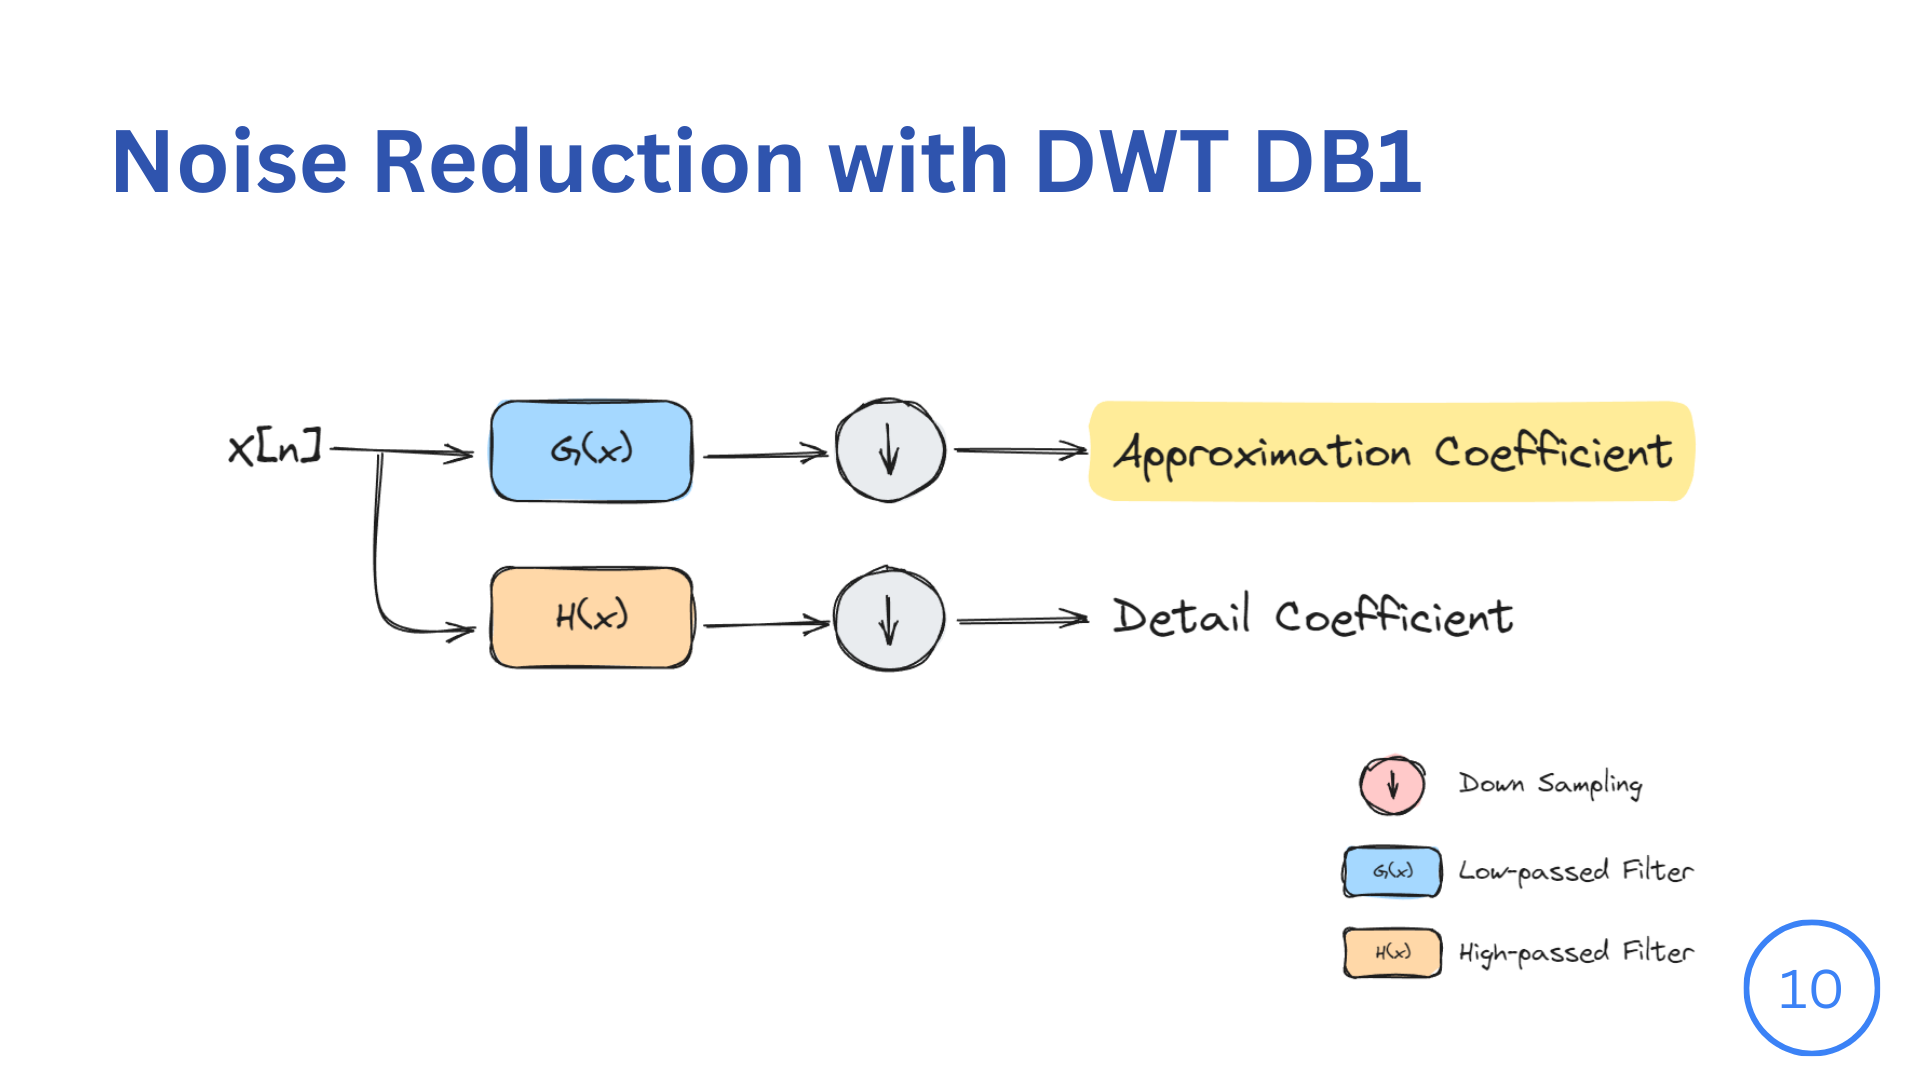 Noise Reduction with DWT DB1
x[n]
G(x)
Approximation Coefficient
H(x)
Detail Coefficient
Down Sampling
G(x)
Low-passed Filter
H(x)
High-passed Filter
10